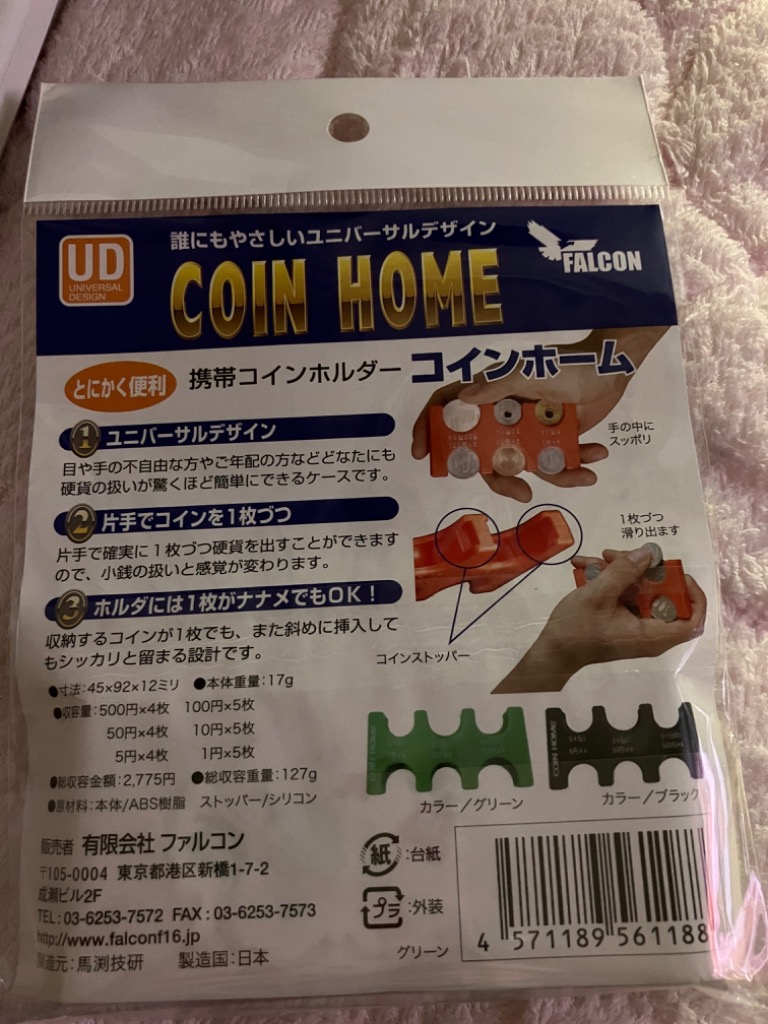 誰にもやさしいユニバーサルデザイン
UD
UNIVERSAL
DESIGN
COIN HOME
FALCON
とにかく便利
携帯コインホルダー コインホーム
1 ユニバーサルデザイン
目や手の不自由な方やご年配の方などどなたにも
硬貨の扱いが驚くほど簡単にできるケースです。
手の中に
スッポリ
2 片手でコインを1枚づつ
片手で確実に1枚づつ硬貨を出すことができます
ので、小銭の扱いと感覚が変わります。
1枚づつ
滑り出ます
3 ホルダには1枚がナナメでもOK!
収納するコインが1枚でも、また斜めに挿入して
もシッカリと留まる設計です。
コインストッパー
●寸法:45×92×12ミリ ●本体重量:17g
●収容量:500円×4枚 100円×5枚
50円×4枚 10円×5枚
5円×4枚 1円×5枚
●総収容金額:2,775円 ●総収容重量:127g
●原材料:本体/ABS樹脂 ストッパー/シリコン
COIN HOME
カラー/グリーン
COIN HOME
カラー/ブラック
販売者 有限会社 ファルコン
〒105-0004 東京都港区新橋1-7-2
成瀬ビル2F
TEL:03-6253-7572 FAX:03-6253-7573
http://www.falconf16.jp
製造元:馬渕技研 製造国:日本
紙:台紙
プラ:外装
グリーン
4 571189 561188